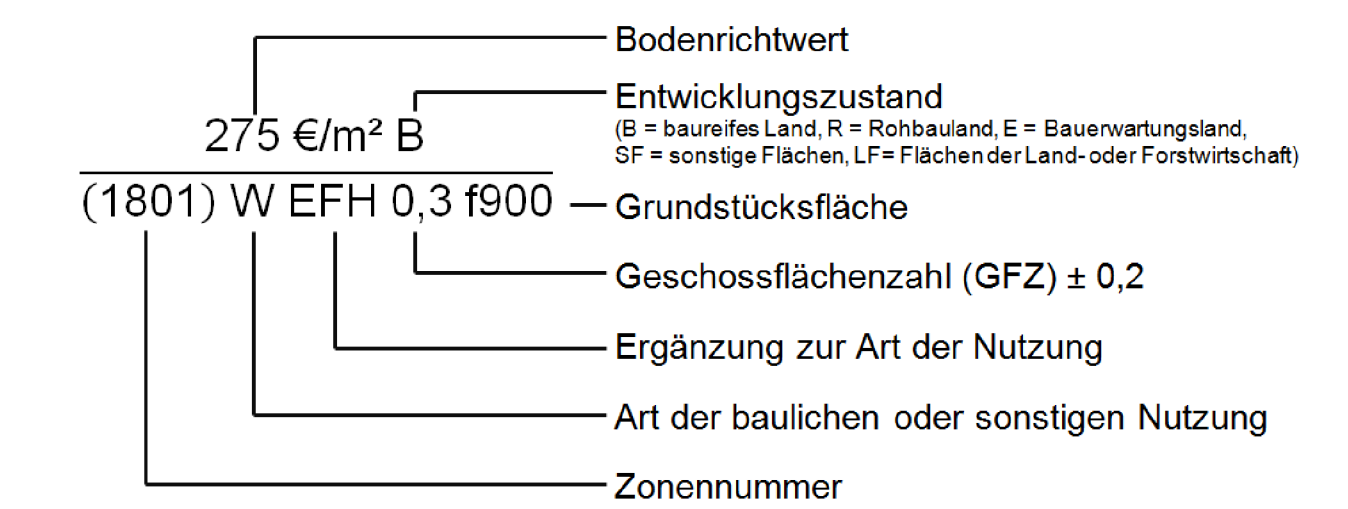 Bodenrichtwert
Entwicklungszustand
(B = baureifes Land, R = Rohbauland, E = Bauerwartungsland,
SF = sonstige Flächen, LF= Flächen der Land- oder Forstwirtschaft)
275 €/m² B
(1801) W EFH 0,3 f900
Grundstücksfläche
Geschossflächenzahl (GFZ) ± 0,2
Ergänzung zur Art der Nutzung
Art der baulichen oder sonstigen Nutzung
Zonennummer